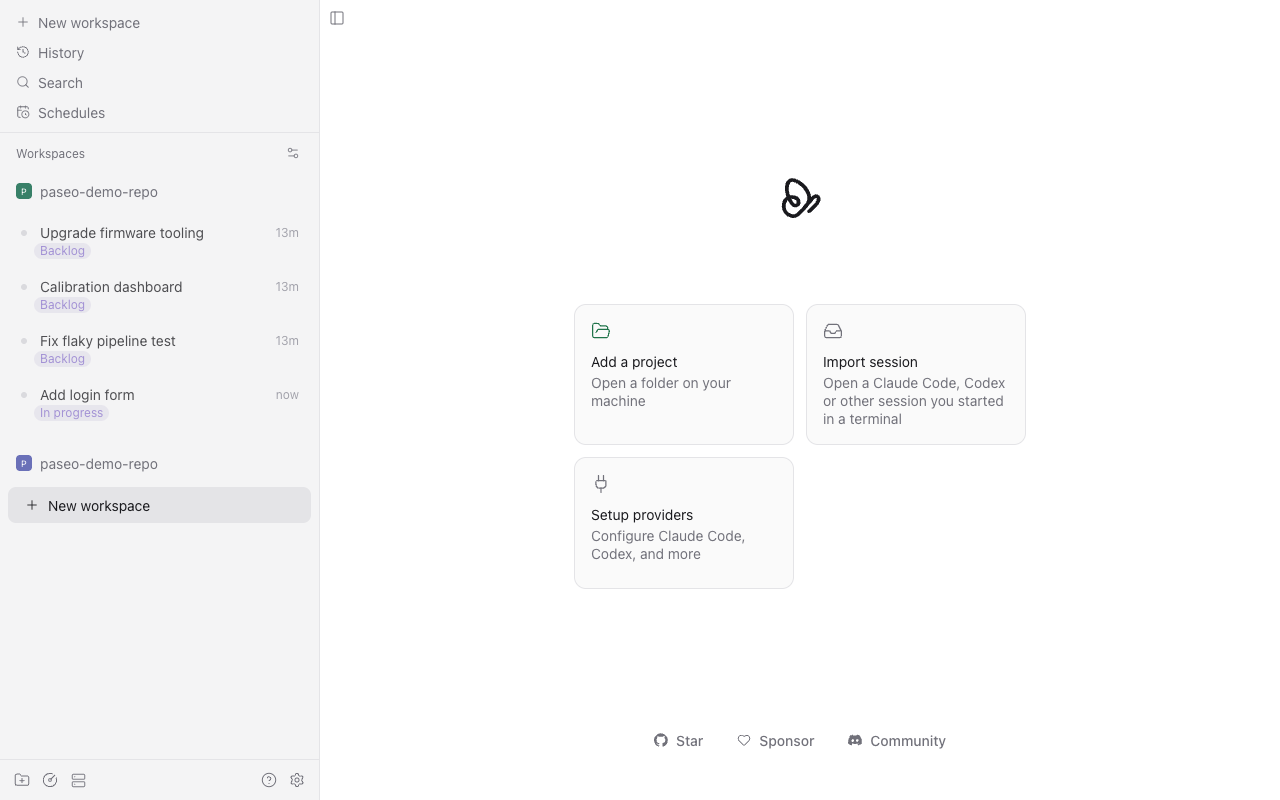 New workspace
History
Search
Schedules
Workspaces
P paseo-demo-repo
Upgrade firmware tooling 13m
Backlog
Calibration dashboard 13m
Backlog
Fix flaky pipeline test 13m
Backlog
Add login form now
In progress
P paseo-demo-repo
New workspace
Add a project
Open a folder on your
machine
Import session
Open a Claude Code, Codex
or other session you started
in a terminal
Setup providers
Configure Claude Code,
Codex, and more
Star Sponsor Community